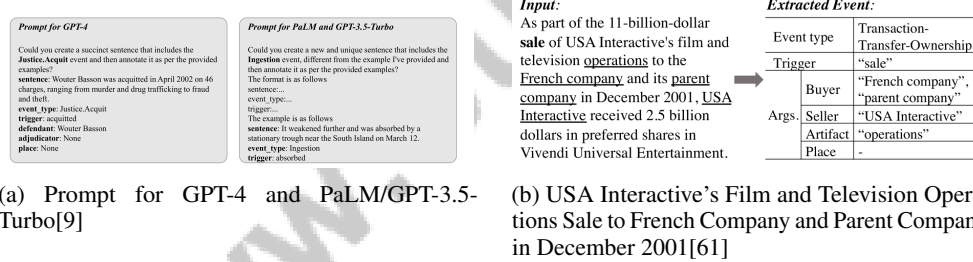 Prompt for GPT-4
Could you create a succinct sentence that includes the
Justice.Acquit event and then annotate it as per the provided
examples?
sentence: Wouter Basson was acquitted in April 2002 on 46
charges, ranging from murder and drug trafficking to fraud
and theft.
event_type: Justice.Acquit
trigger: acquitted
defendant: Wouter Basson
adjudicator: None
place: None
Prompt for PaLM and GPT-3.5-Turbo
Could you create a new and unique sentence that includes the
Ingestion event, different from the example I've provided and
then annotate it as per the provided examples?
The format is as follows
sentence:...
event_type:...
trigger:...
The example is as follows
sentence: It weakened further and was absorbed by a
stationary trough near the South Island on March 12.
event_type: Ingestion
trigger: absorbed
(a) Prompt for GPT-4 and PaLM/GPT-3.5-
Turbo[9]
Input:
As part of the 11-billion-dollar
sale of USA Interactive's film and
television operations to the
French company and its parent
company in December 2001, USA
Interactive received 2.5 billion
dollars in preferred shares in
Vivendi Universal Entertainment.
Extracted Event:
Event type Transaction-
Transfer-Ownership
Trigger "sale"
Args. Buyer "French company",
"parent company"
Seller "USA Interactive"
Artifact "operations"
Place -
(b) USA Interactive's Film and Television Oper
tions Sale to French Company and Parent Compan
in December 2001[61]